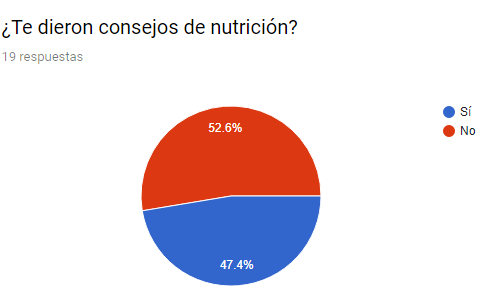 ¿Te dieron consejos de nutrición?
19 respuestas
Sí
No
52.6%
47.4%